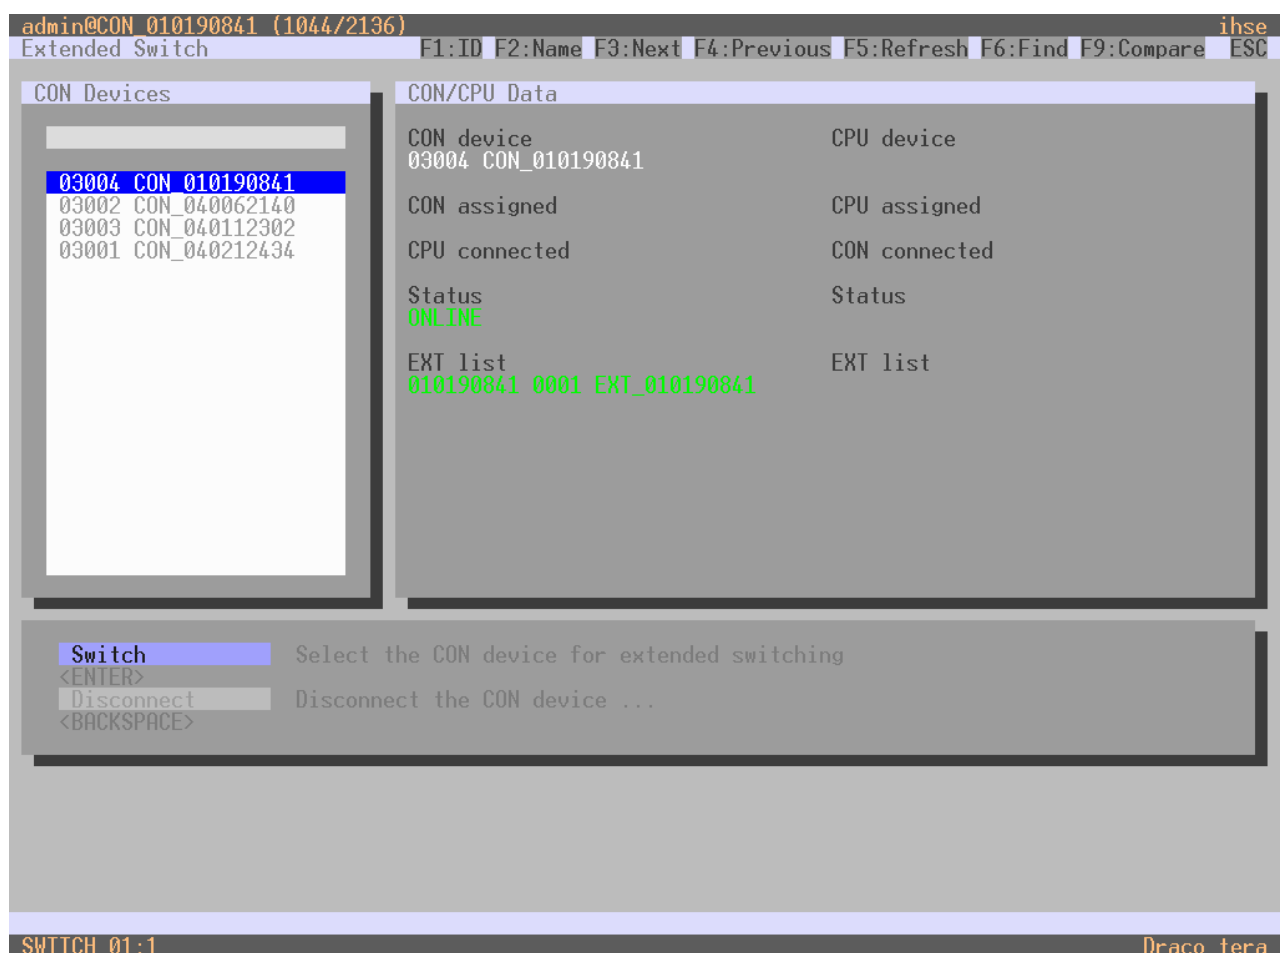 admin@CON_010190841 (1044/2136) ihse
Extended Switch F1:ID F2:Name F3:Next F4:Previous F5:Refresh F6:Find F9:Compare ESC
CON Devices
03004 CON_010190841
03002 CON_040062140
03003 CON_040112302
03001 CON_040212434
CON/CPU Data
CON device CPU device
03004 CON_010190841
CON assigned CPU assigned
CPU connected CON connected
Status Status
ONLINE
EXT list EXT list
010190841 0001 EXT_010190841
Switch Select the CON device for extended switching
<ENTER>
Disconnect Disconnect the CON device ...
<BACKSPACE>
SWITCH 01:1 Draco tera